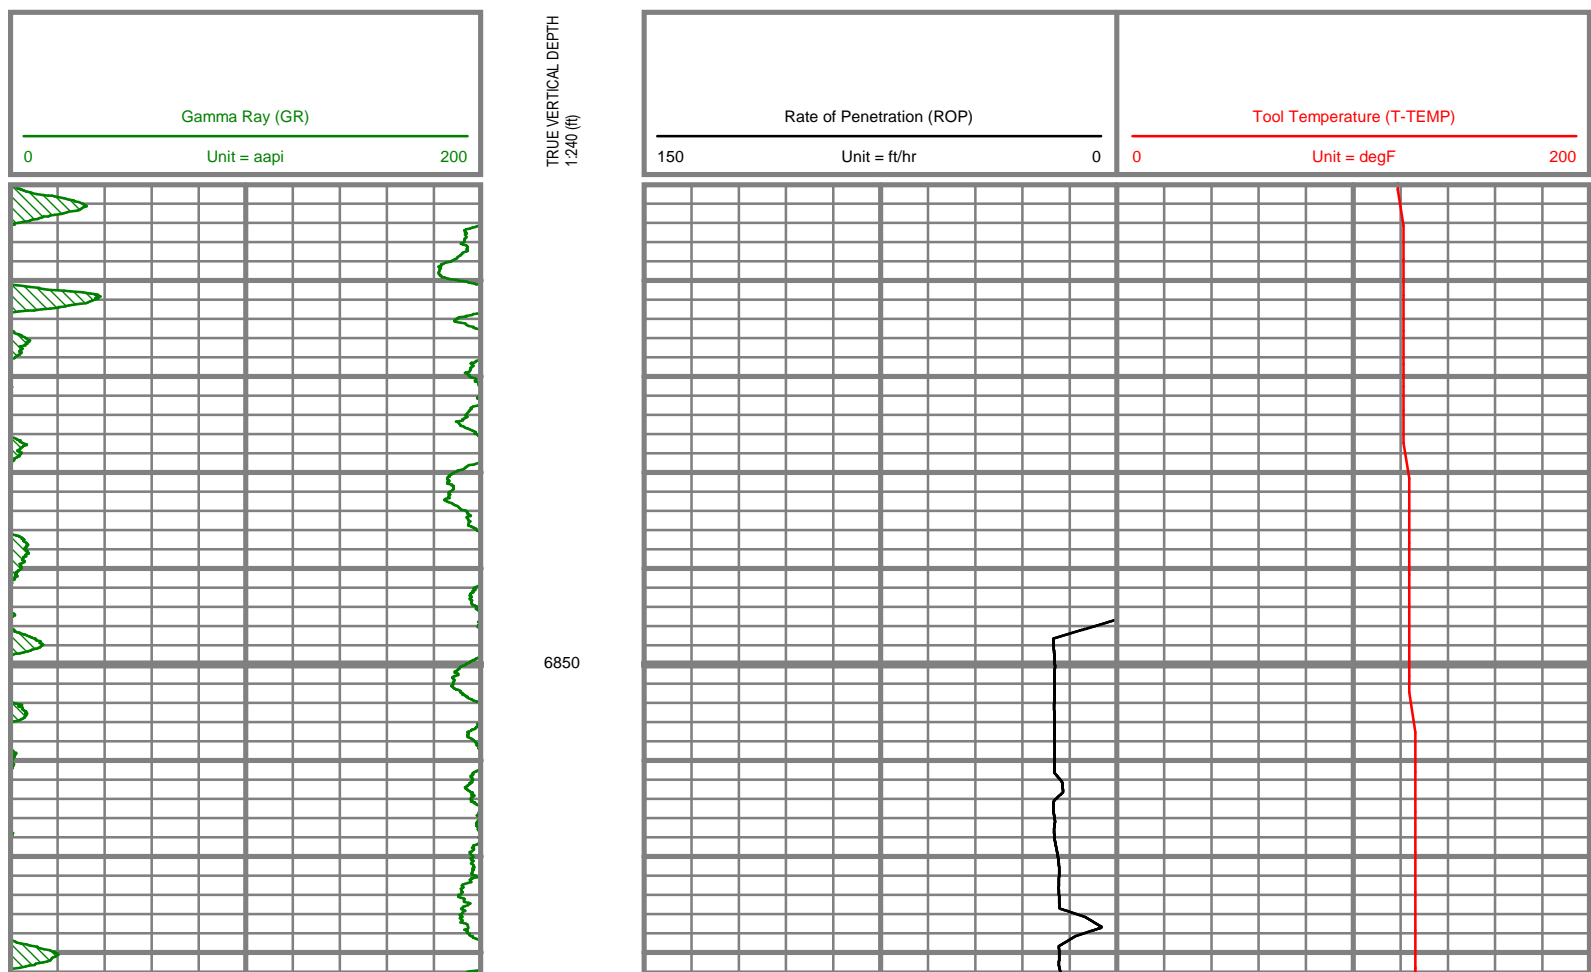 Gamma Ray (GR)
0 Unit = aapi 200
TRUE VERTICAL DEPTH
1:240 (ft)
Rate of Penetration (ROP)
150 Unit = ft/hr 0
Tool Temperature (T-TEMP)
0 Unit = degF 200
6850